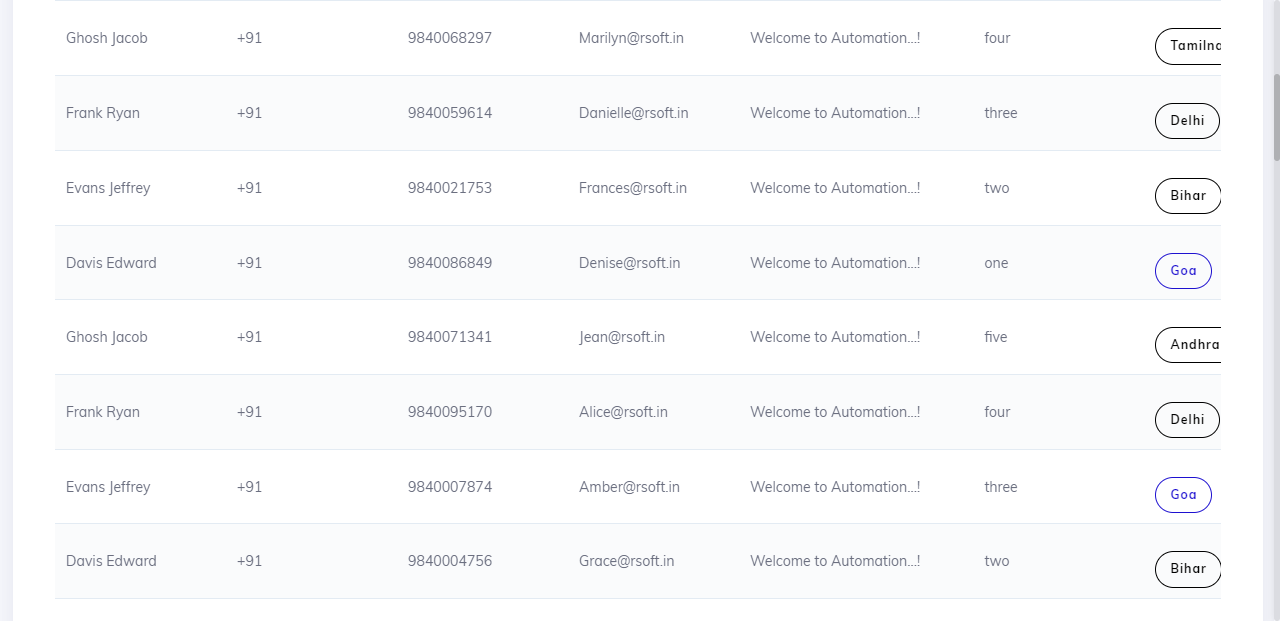 Ghosh Jacob +91 9840068297 Marilyn@rsoft.in Welcome to Automation...! four Tamilna
Frank Ryan +91 9840059614 Danielle@rsoft.in Welcome to Automation...! three Delhi
Evans Jeffrey +91 9840021753 Frances@rsoft.in Welcome to Automation...! two Bihar
Davis Edward +91 9840086849 Denise@rsoft.in Welcome to Automation...! one Goa
Ghosh Jacob +91 9840071341 Jean@rsoft.in Welcome to Automation...! five Andhra
Frank Ryan +91 9840095170 Alice@rsoft.in Welcome to Automation...! four Delhi
Evans Jeffrey +91 9840007874 Amber@rsoft.in Welcome to Automation...! three Goa
Davis Edward +91 9840004756 Grace@rsoft.in Welcome to Automation...! two Bihar